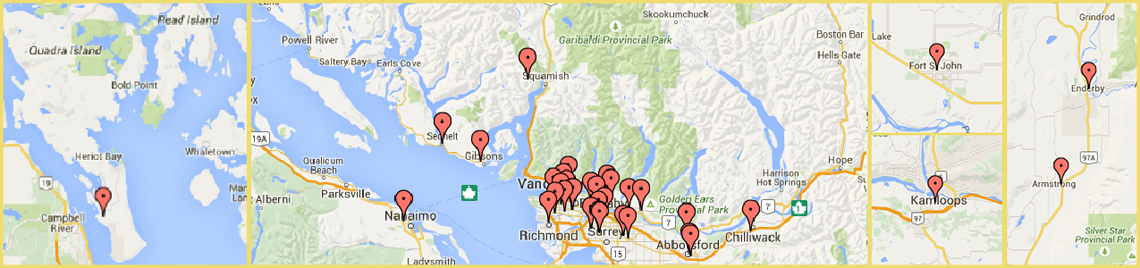 Read Island
Quadra Island
Bold Point
Heriot Bay
Whaletown
19
Campbell
River
Skookumchuck
Powell River
Garibaldi Provincial Park
Boston Bar
Saltery Bay
Earls Cove
Hells Gate
Squamish
19A
Sechelt
Gibsons
Qualicum
Beach
Hope
Parksville
Harrison
Hot Springs
Alberni
Golden Ears
Provincial Park
7
1
Nanaimo
7
Richmond
Surrey
Abbotsford
Chilliwack
15
Ladysmith
Lake
Fort St John
Kamloops
97
Grindrod
Enderby
97A
Armstrong
Silver Star
Provincial Park